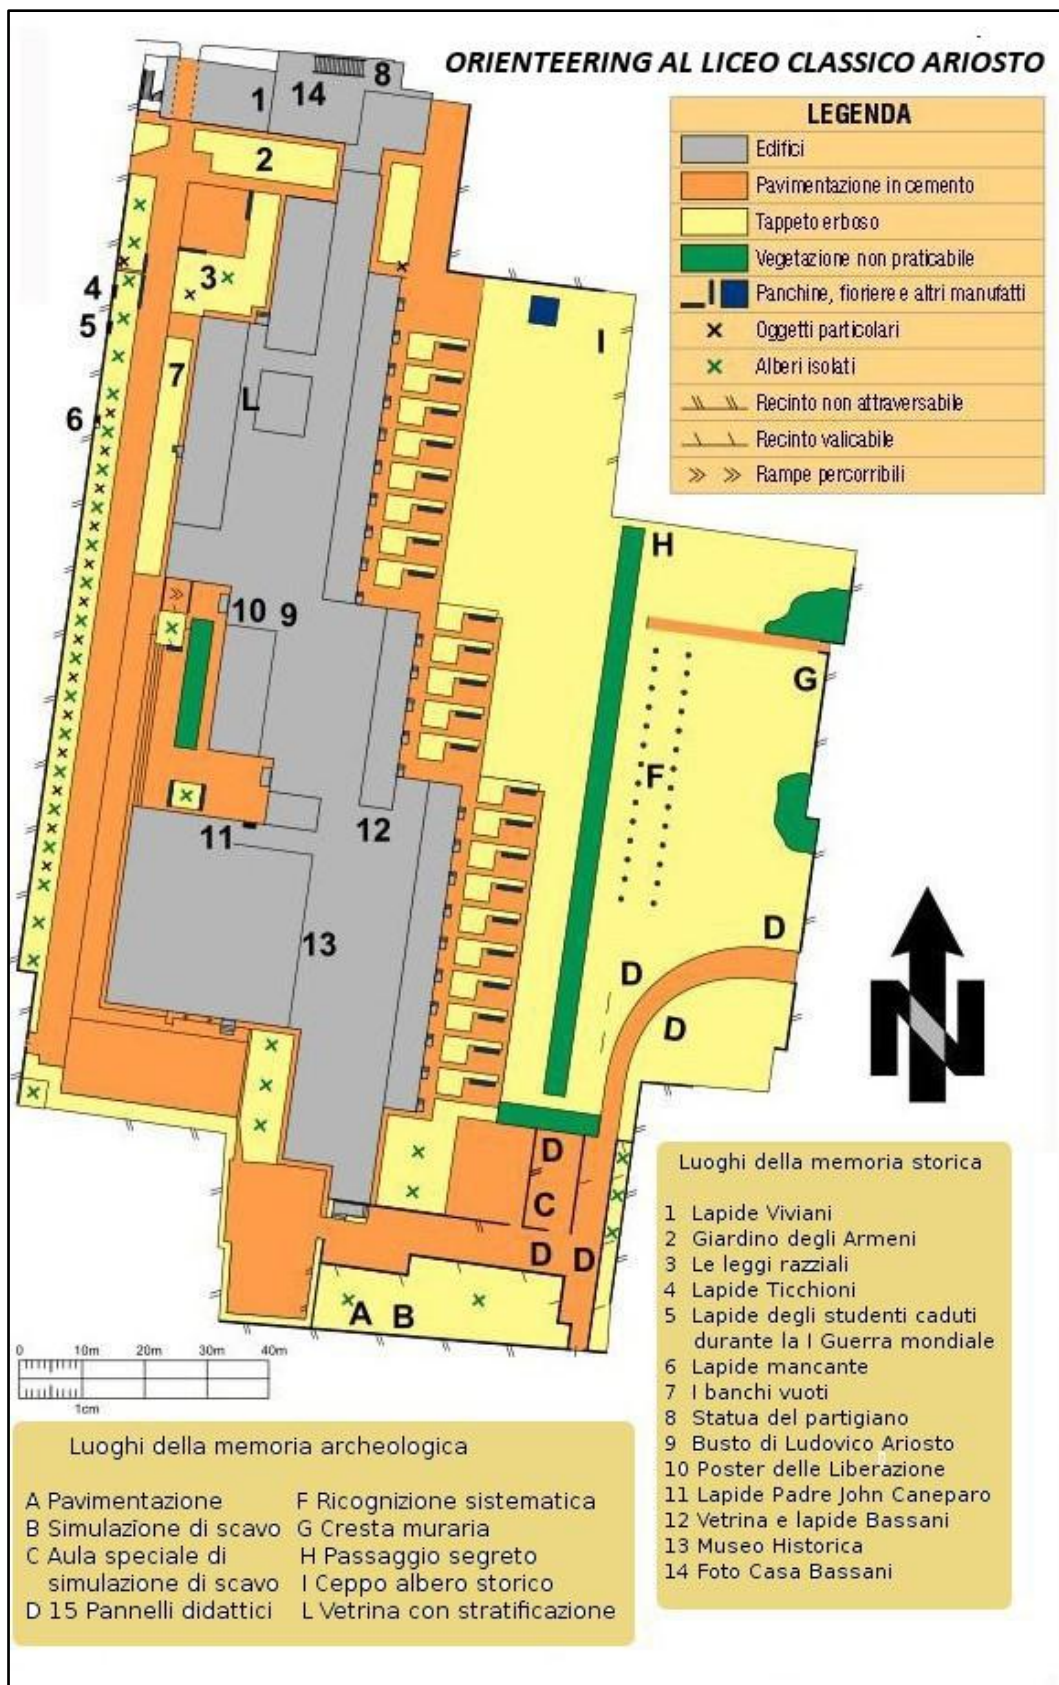 ORIENTEERING AL LICEO CLASSICO ARIOSTO
LEGENDA
Edifici
Pavimentazione in cemento
Tappeto erboso
Vegetazione non praticabile
Panchine, fioriere e altri manufatti
Oggetti particolari
Alberi isolati
Recinto non attraversabile
Recinto valicabile
Rampe percorribili
8
1
14
2
3
4
5
I
7
L
6
H
10
9
G
F
12
11
D
13
D
D
N
D
C
D
D
A
B
0 10m 20m 30m 40m
1cm
Luoghi della memoria storica
1 Lapide Viviani
2 Giardino degli Armeni
3 Le leggi razziali
4 Lapide Ticchioni
5 Lapide degli studenti caduti
durante la I Guerra mondiale
6 Lapide mancante
7 I banchi vuoti
8 Statua del partigiano
9 Busto di Ludovico Ariosto
10 Poster delle Liberazione
11 Lapide Padre John Caneparo
12 Vetrina e lapide Bassani
13 Museo Historica
14 Foto Casa Bassani
Luoghi della memoria archeologica
A Pavimentazione
B Simulazione di scavo
C Aula speciale di
simulazione di scavo
D 15 Pannelli didattici
F Ricognizione sistematica
G Cresta muraria
H Passaggio segreto
I Ceppo albero storico
L Vetrina con stratificazione